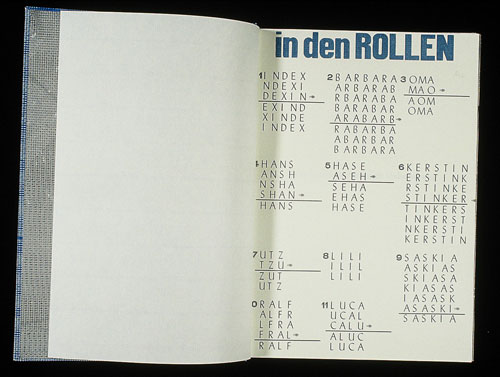 in den ROLLEN
1 INDEX
NDEXI
DEXIN→
EXIND
XINDE
INDEX
2 BARBARA
ARBARAB
RBARABA
BARABAR
ARABARB→
RABARBA
ABARBAR
BARBARA
3 OMA
MAO→
AOM
OMA
4 HANS
ANSH
NSHA
SHAN→
HANS
5 HASE
ASEH→
SEHA
EHAS
HASE
6 KERSTIN
ERSTINK
RSTINKE
STINKER→
TINKERS
INKERST
NKERSTI
KERSTIN
7 UTZ
TZU→
ZUT
UTZ
8 LILI
ILIL
LILI
9 SASKIA
ASKIAS
SKIASA
KIASAS
IASASK
ASASKI→
SASKIA
0 RALF
ALFR
LFRA
FRAL→
RALF
11 LUCA
UCAL
CALU→
ALUC
LUCA